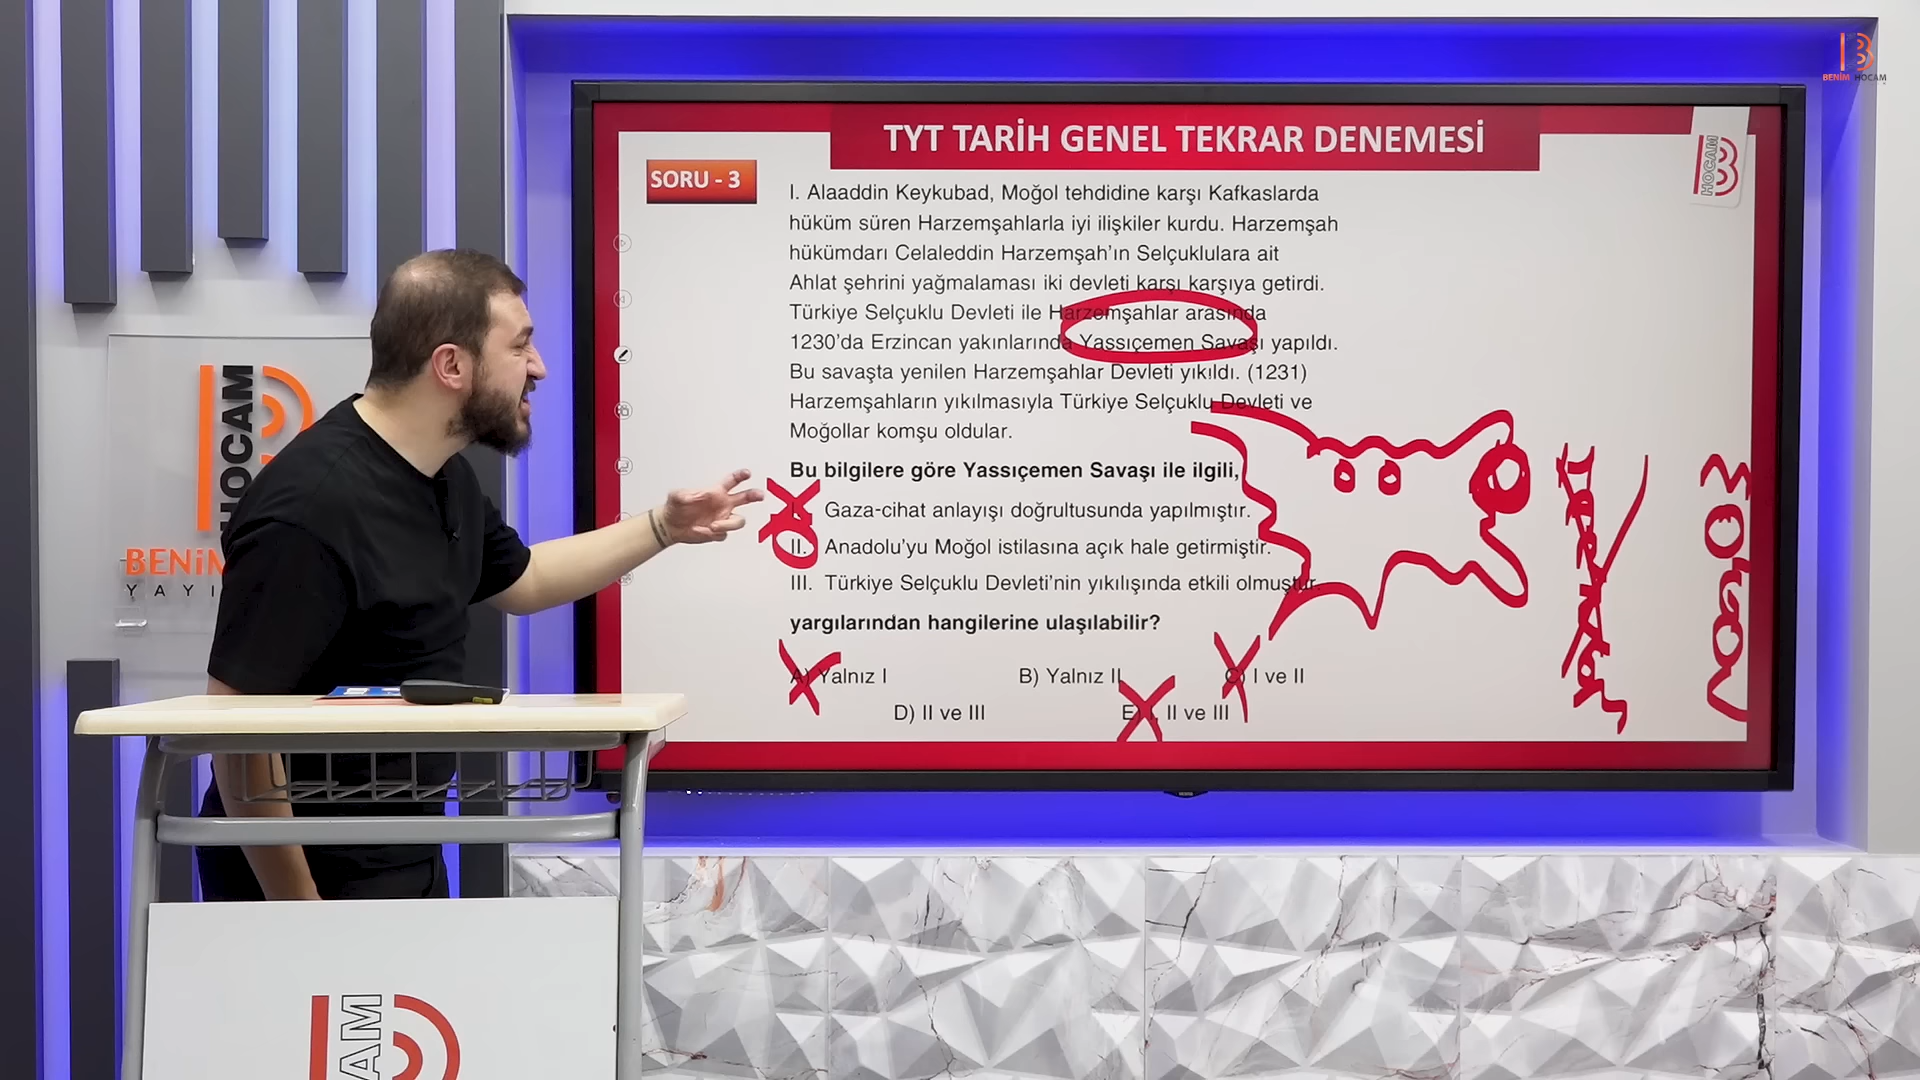 BENİM HOCAM
TYT TARİH GENEL TEKRAR DENEMESİ
HOCAM
SORU - 3
I. Alaaddin Keykubad, Moğol tehdidine karşı Kafkaslarda
hüküm süren Harzemşahlarla iyi ilişkiler kurdu. Harzemşah
hükümdarı Celaleddin Harzemşah'ın Selçuklulara ait
Ahlat şehrini yağmalaması iki devleti karşı karşıya getirdi.
Türkiye Selçuklu Devleti ile Harzemşahlar arasında
1230'da Erzincan yakınlarında Yassıçemen Savaşı yapıldı.
Bu savaşta yenilen Harzemşahlar Devleti yıkıldı. (1231)
Harzemşahların yıkılmasıyla Türkiye Selçuklu Devleti ve
Moğollar komşu oldular.
Bu bilgilere göre Yassıçemen Savaşı ile ilgili,
I. Gaza-cihat anlayışı doğrultusunda yapılmıştır.
II. Anadolu'yu Moğol istilasına açık hale getirmiştir.
III. Türkiye Selçuklu Devleti'nin yıkılışında etkili olmuştur.
yargılarından hangilerine ulaşılabilir?
A) Yalnız I B) Yalnız II C) I ve II
D) II ve III E) I, II ve III
HOCAM
BENİM
YAYI
AM